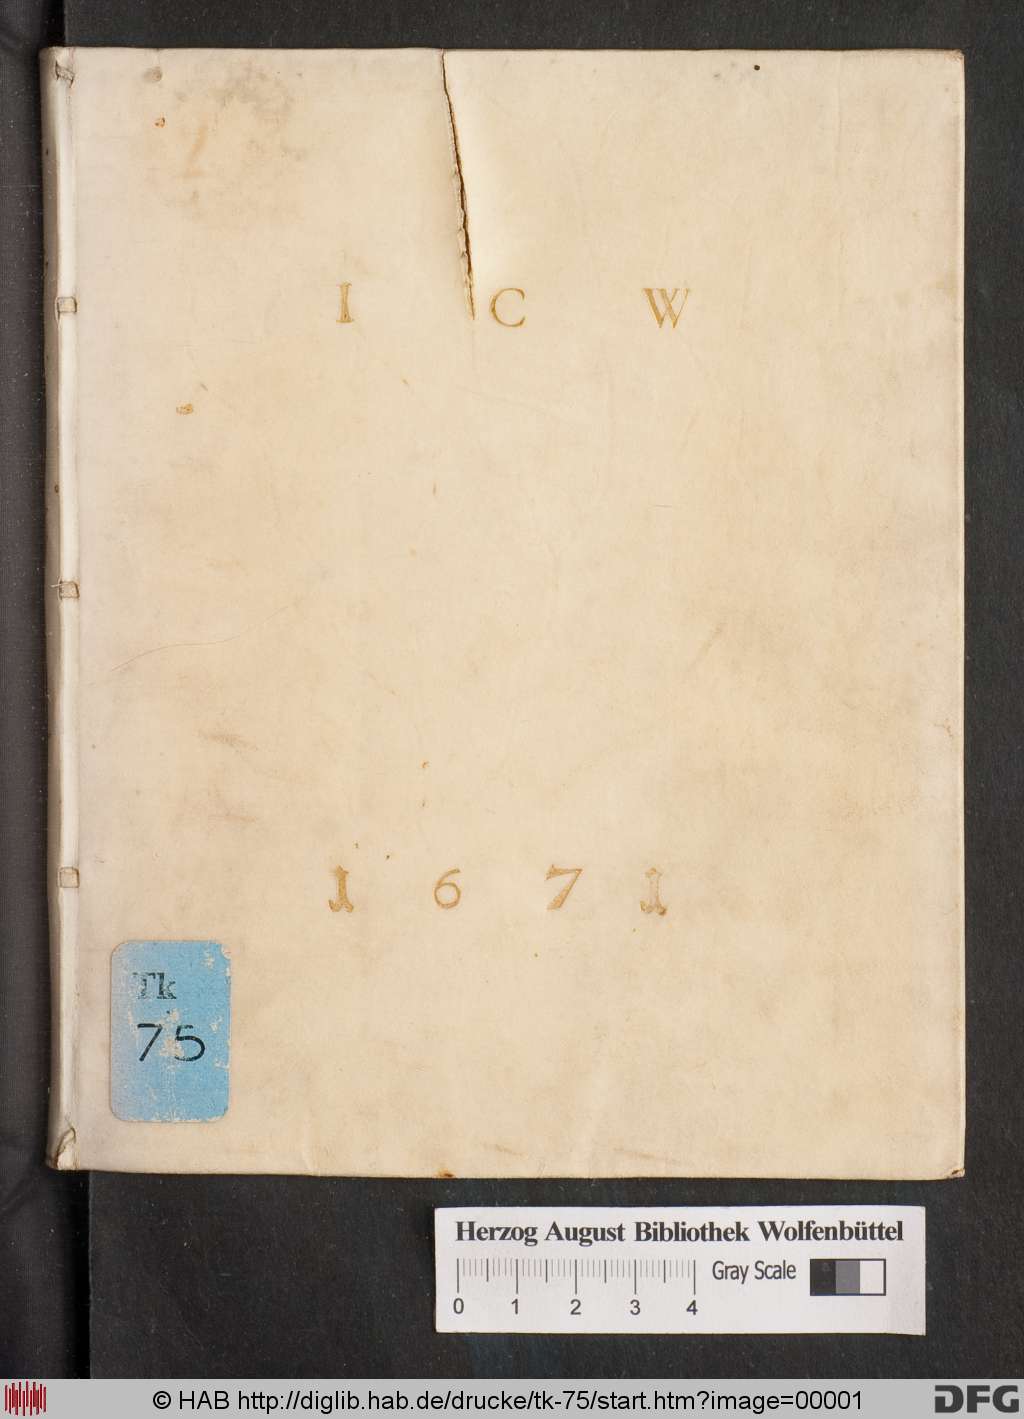 I C W
1 6 7 1
Tk
75
Herzog August Bibliothek Wolfenbüttel
Gray Scale
0 1 2 3 4
© HAB http://diglib.hab.de/drucke/tk-75/start.htm?image=00001
DFG